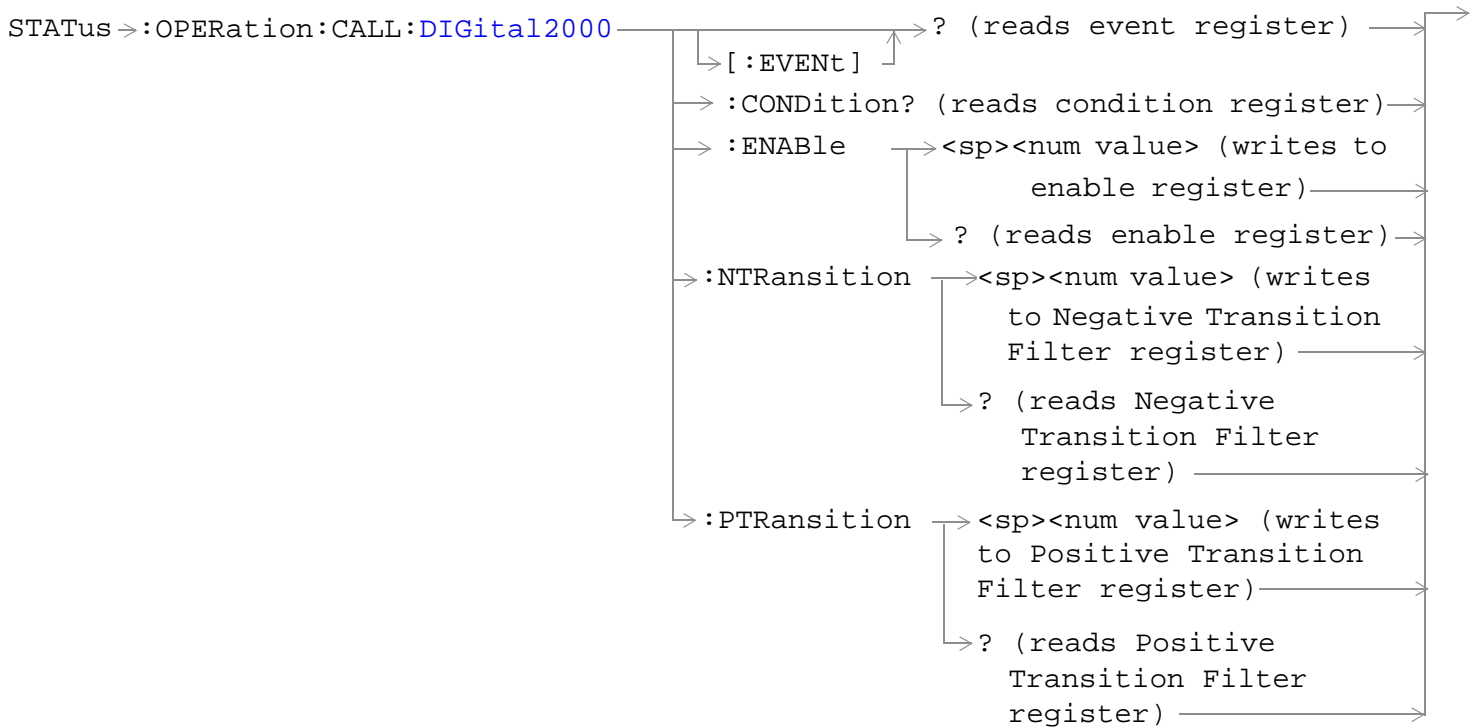 STATus :OPERation:CALL:DIGital2000 ? (reads event register)
[:EVENt]
:CONDition? (reads condition register)
:ENABle <sp><num value> (writes to
enable register)
? (reads enable register)
:NTRansition <sp><num value> (writes
to Negative Transition
Filter register)
? (reads Negative
Transition Filter
register)
:PTRansition <sp><num value> (writes
to Positive Transition
Filter register)
? (reads Positive
Transition Filter
register)